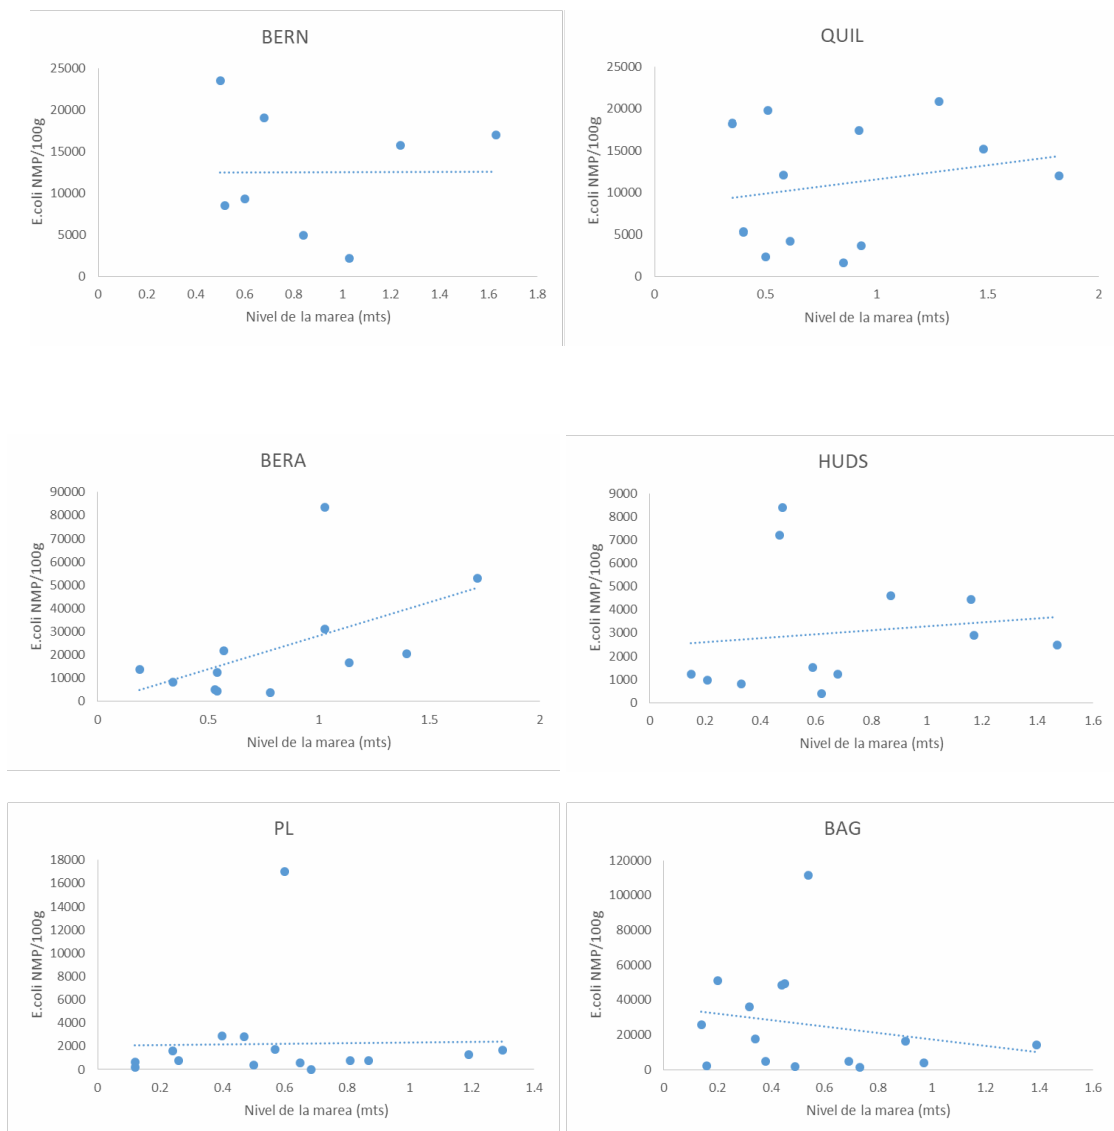 BERN
25000
20000
15000
10000
5000
0
E.coli NMP/100g
0 0.2 0.4 0.6 0.8 1 1.2 1.4 1.6 1.8
Nivel de la marea (mts)
QUIL
25000
20000
15000
10000
5000
0
E.coli NMP/100g
0 0.5 1 1.5 2
Nivel de la marea (mts)
BERA
90000
80000
70000
60000
50000
40000
30000
20000
10000
0
E.coli NMP/100g
0 0.5 1 1.5 2
Nivel de la marea (mts)
HUDS
9000
8000
7000
6000
5000
4000
3000
2000
1000
0
E.coli NMP/100g
0 0.2 0.4 0.6 0.8 1 1.2 1.4 1.6
Nivel de la marea (mts)
PL
18000
16000
14000
12000
10000
8000
6000
4000
2000
0
E.coli NMP/100g
0 0.2 0.4 0.6 0.8 1 1.2 1.4
Nivel de la marea (mts)
BAG
120000
100000
80000
60000
40000
20000
0
E.coli NMP/100g
0 0.2 0.4 0.6 0.8 1 1.2 1.4 1.6
Nivel de la marea (mts)